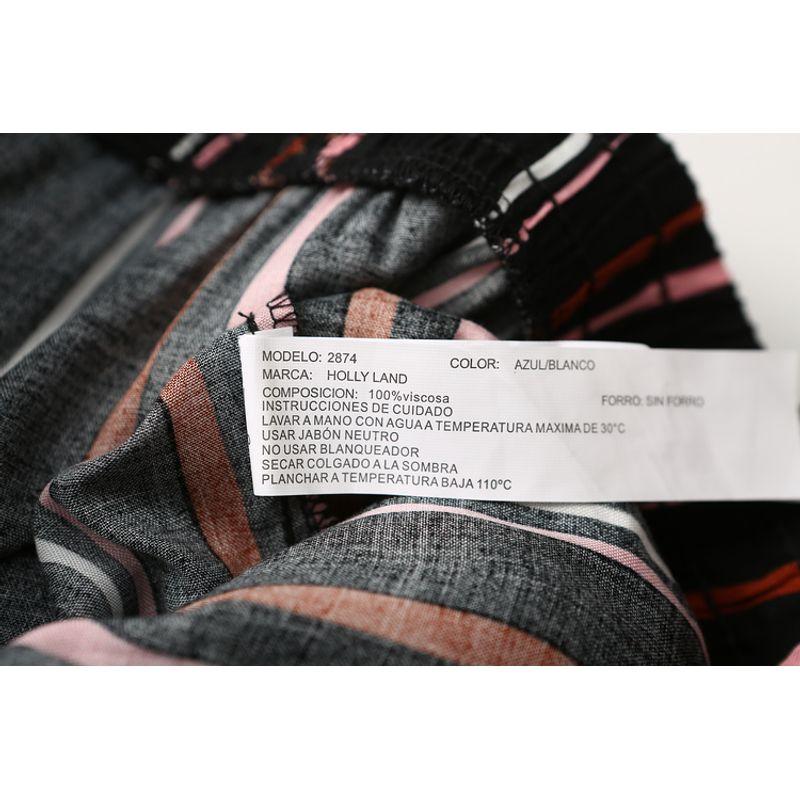 MODELO: 2874 COLOR: AZUL/BLANCO
MARCA: HOLLY LAND
COMPOSICION: 100%viscosa FORRO: SIN FORRO
INSTRUCCIONES DE CUIDADO
LAVAR A MANO CON AGUA A TEMPERATURA MAXIMA DE 30°C
USAR JABÓN NEUTRO
NO USAR BLANQUEADOR
SECAR COLGADO A LA SOMBRA
PLANCHAR A TEMPERATURA BAJA 110ºC